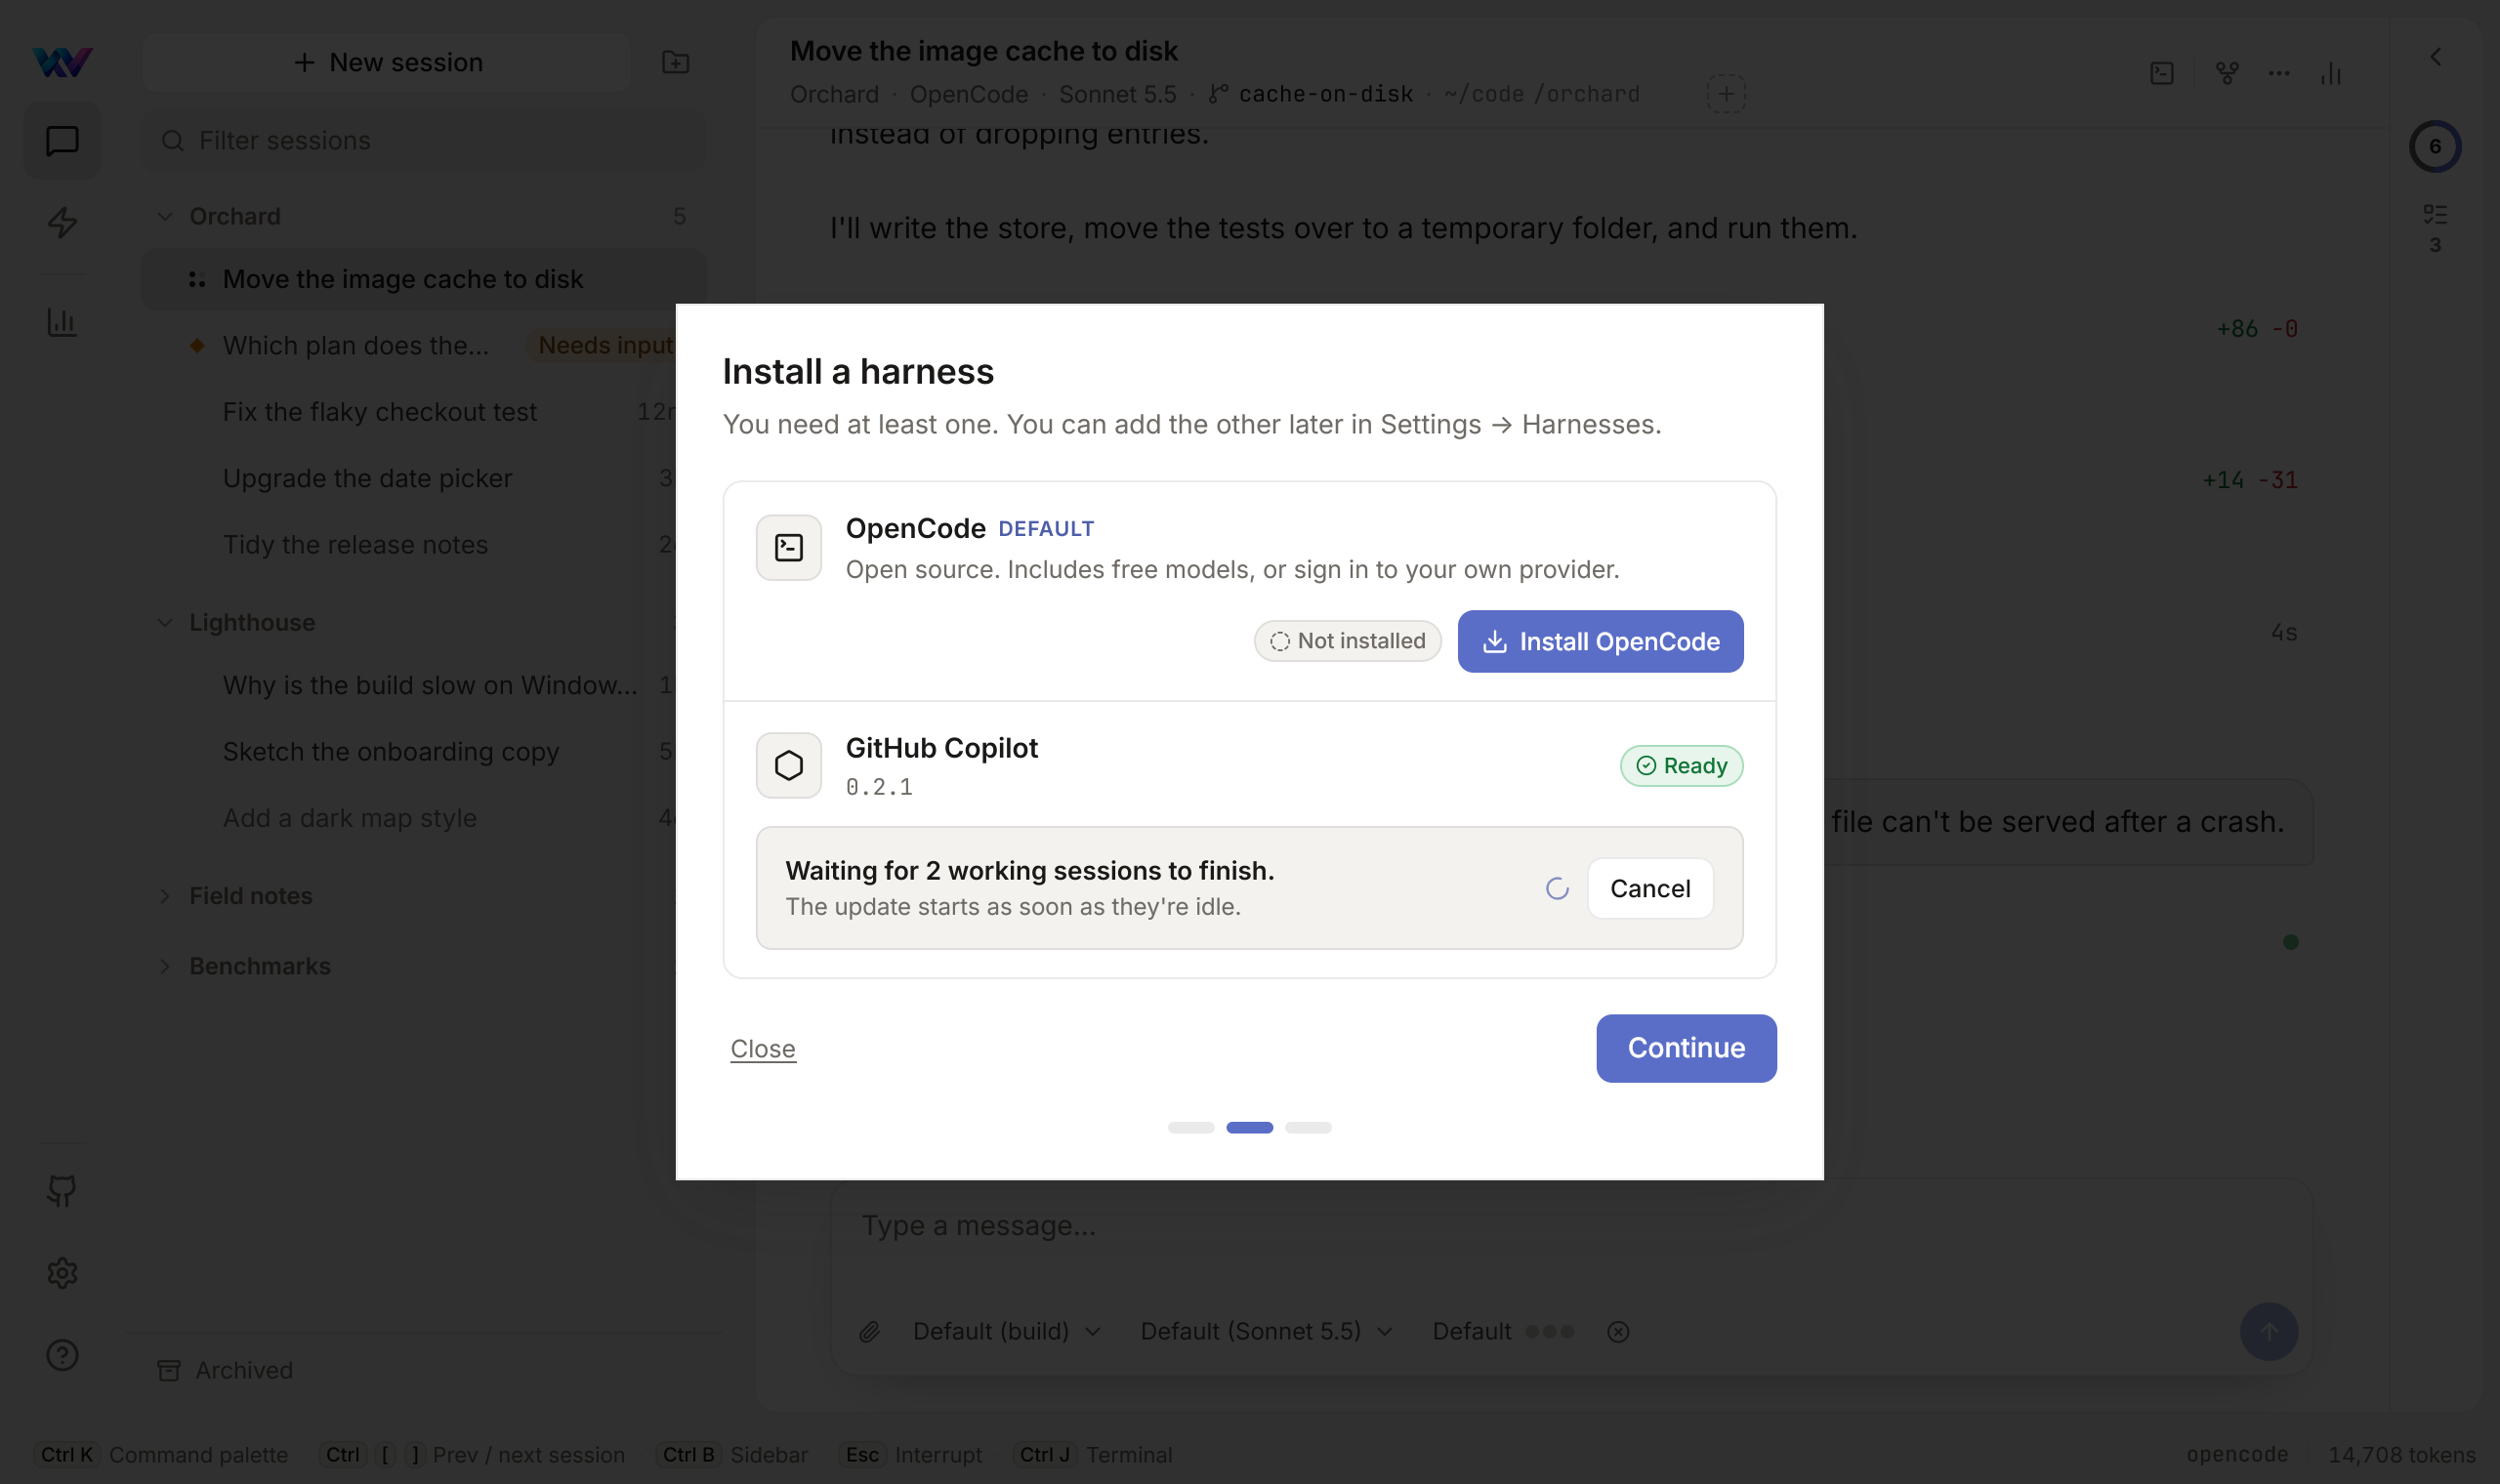 New session
Filter sessions
Orchard 5
Move the image cache to disk
Which plan does the... Needs input
Fix the flaky checkout test 12
Upgrade the date picker 3
Tidy the release notes 2
Lighthouse
Why is the build slow on Window... 1
Sketch the onboarding copy 5
Add a dark map style 4
Field notes
Benchmarks
Archived
Move the image cache to disk
Orchard · OpenCode · Sonnet 5.5 · cache-on-disk · ~/code /orchard
instead of dropping entries.
I'll write the store, move the tests over to a temporary folder, and run them.
+86 -0
+14 -31
4s
file can't be served after a crash.
6
3
Install a harness
You need at least one. You can add the other later in Settings → Harnesses.
OpenCode DEFAULT
Open source. Includes free models, or sign in to your own provider.
Not installed
Install OpenCode
GitHub Copilot
0.2.1
Ready
Waiting for 2 working sessions to finish.
The update starts as soon as they're idle.
Cancel
Close
Continue
Type a message...
Default (build) Default (Sonnet 5.5) Default
Ctrl K Command palette Ctrl [ ] Prev / next session Ctrl B Sidebar Esc Interrupt Ctrl J Terminal
opencode 14,708 tokens